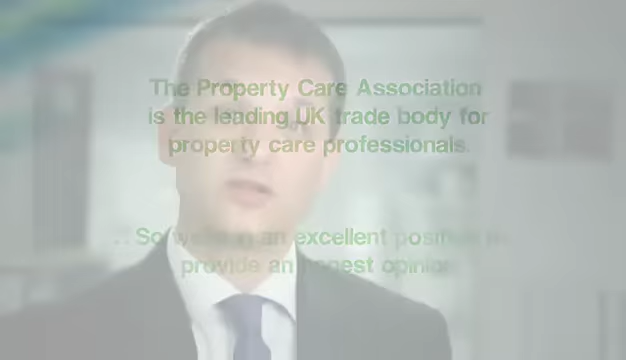 The Property Care Association
is the leading UK trade body for
property care professionals.
So we're in an excellent position to
provide an honest opinion